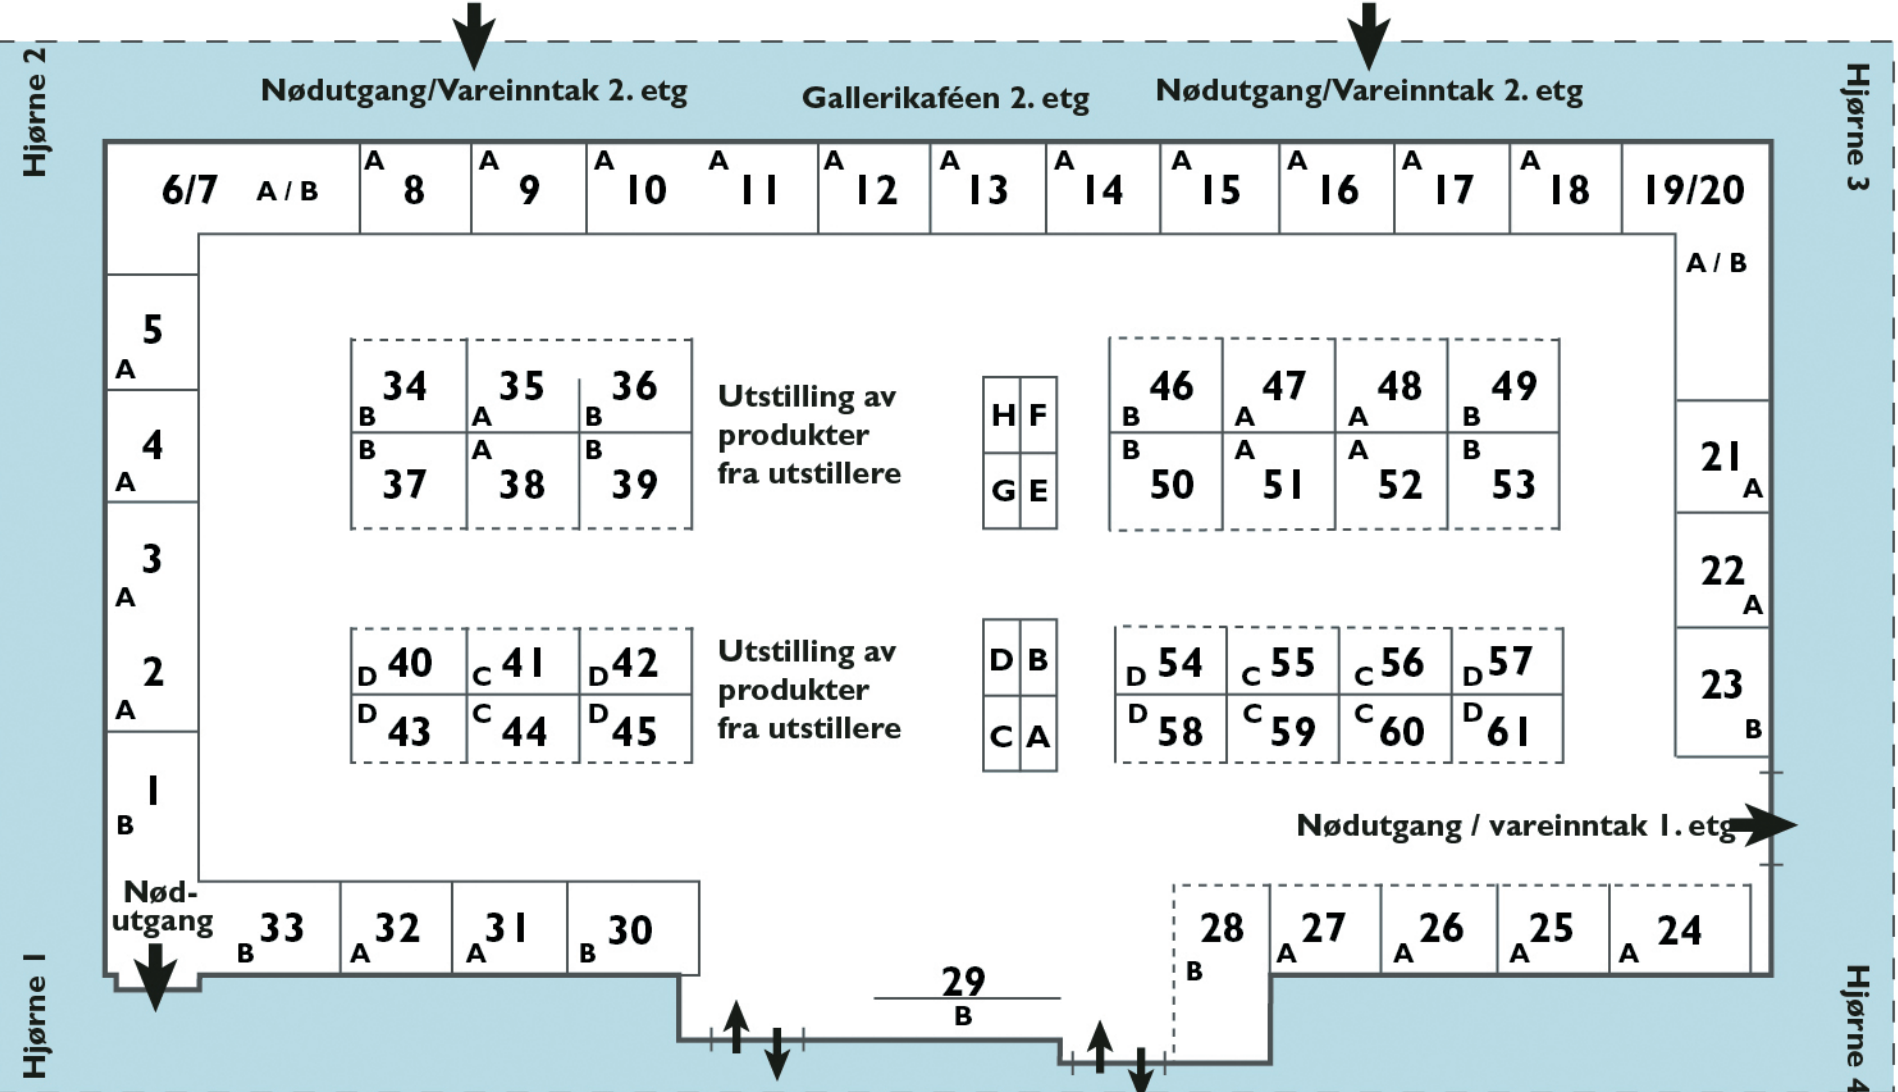 Hjørne 2
Nødutgang/Vareinntak 2. etg
Gallerikaféen 2. etg
Nødutgang/Vareinntak 2. etg
Hjørne 3
6/7 A / B
A 8
A 9
A 10
A 11
A 12
A 13
A 14
A 15
A 16
A 17
A 18
19/20
A / B
5
A
4
A
3
A
2
A
1
B
34
B
35
A
36
B
B
37
A
38
B
39
Utstilling av
produkter
fra utstillere
H F
G E
46
B
47
A
48
A
49
B
B
50
A
51
A
52
B
53
21
A
22
A
23
B
D 40
C 41
D 42
D 43
C 44
D 45
Utstilling av
produkter
fra utstillere
D B
C A
D 54
C 55
C 56
D 57
D 58
C 59
C 60
D 61
Nødutgang / vareinntak 1. etg
Nød-
utgang
B 33
A 32
A 31
B 30
29
B
28
B
A 27
A 26
A 25
A 24
Hjørne 1
Hjørne 4